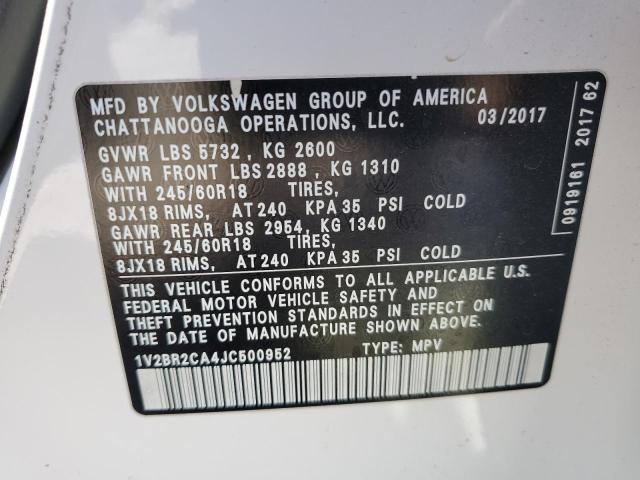 MFD BY VOLKSWAGEN GROUP OF AMERICA
CHATTANOOGA OPERATIONS, LLC. 03/2017
GVWR LBS 5732 , KG 2600
GAWR FRONT LBS 2888 , KG 1310
WITH 245/60R18 TIRES,
8JX18 RIMS, AT 240 KPA 35 PSI COLD
GAWR REAR LBS 2954, KG 1340
WITH 245/60R18 TIRES,
8JX18 RIMS, AT 240 KPA 35 PSI COLD
THIS VEHICLE CONFORMS TO ALL APPLICABLE U.S.
FEDERAL MOTOR VEHICLE SAFETY AND
THEFT PREVENTION STANDARDS IN EFFECT ON
THE DATE OF MANUFACTURE SHOWN ABOVE.
1V2BR2CA4JC500952 TYPE: MPV
0919161 2017 62